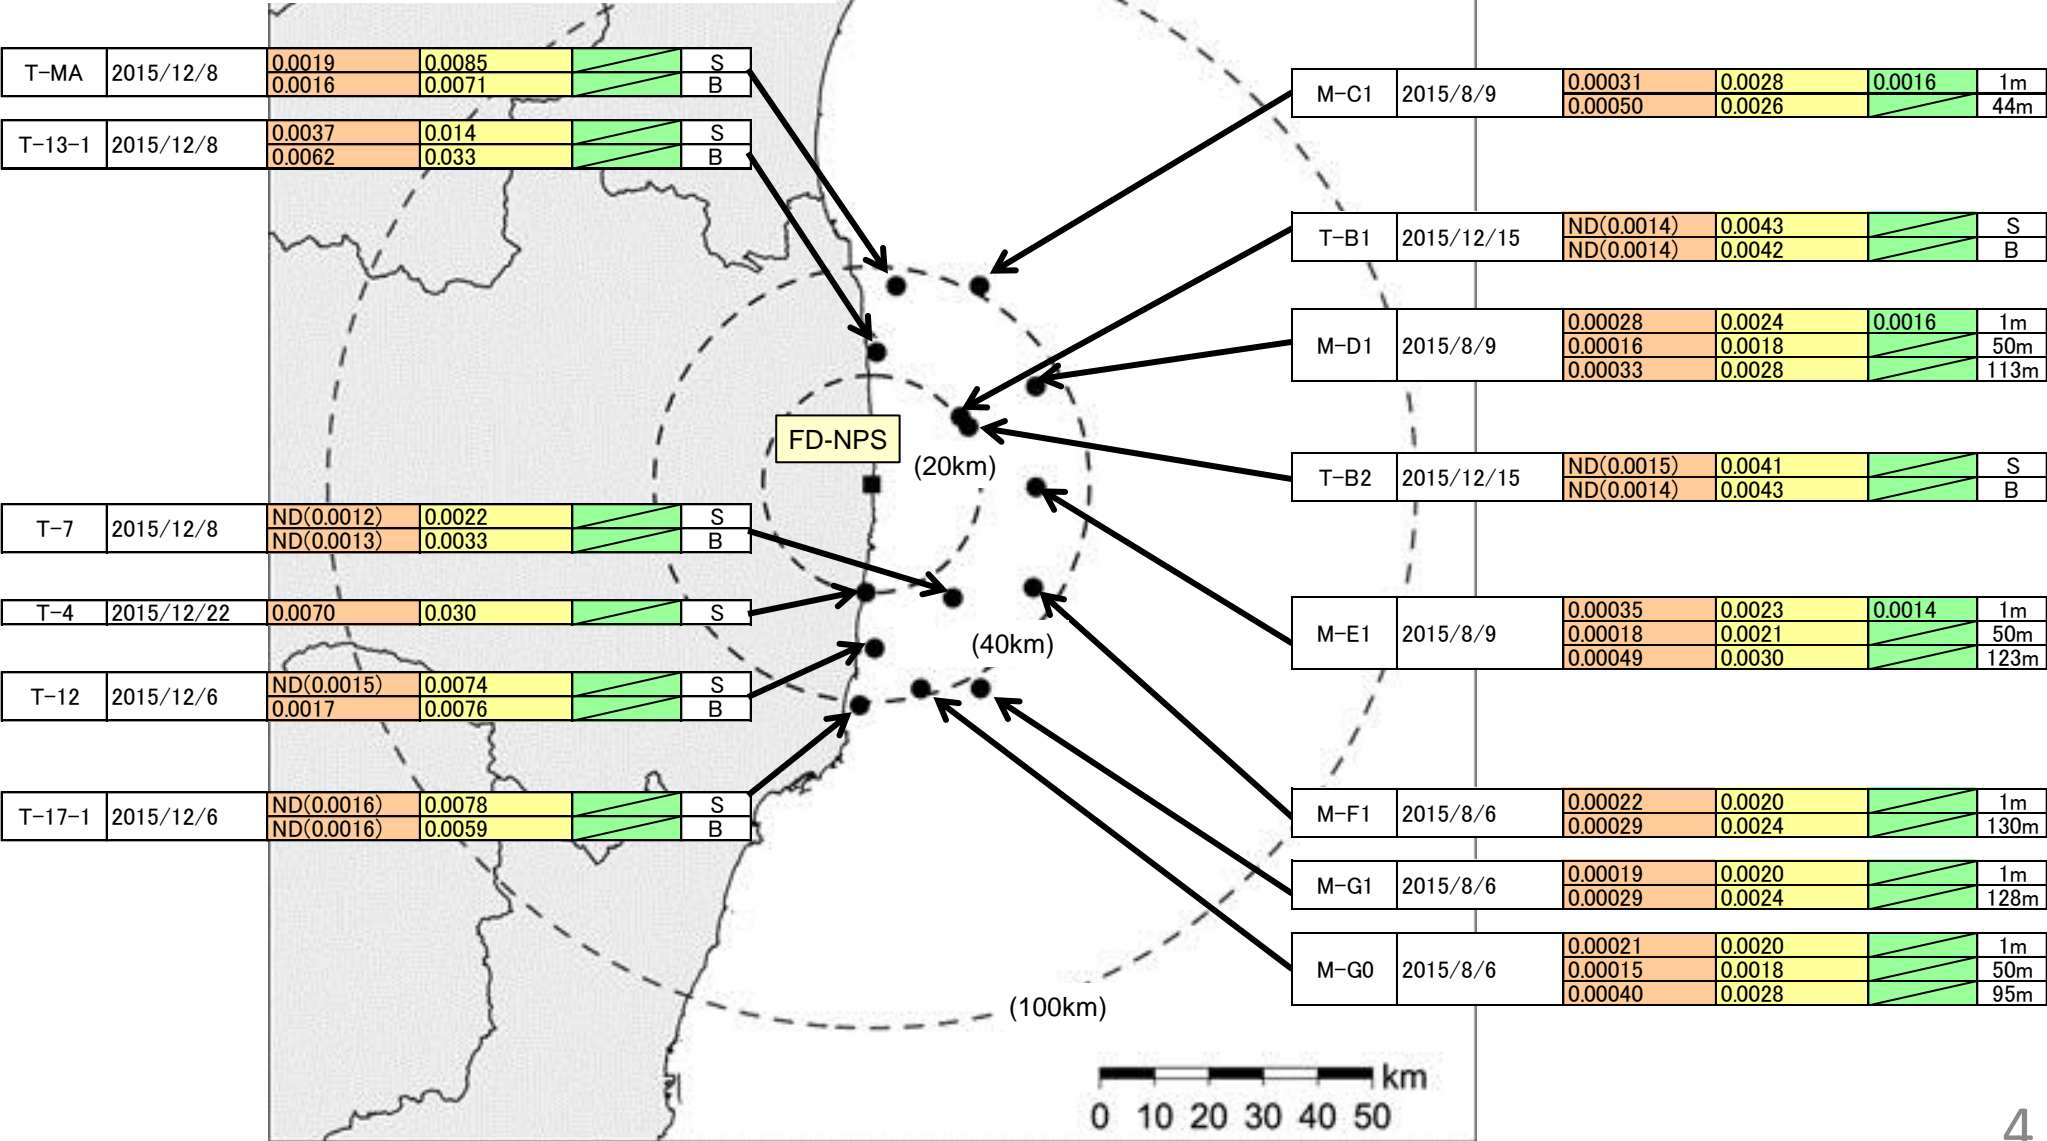 T-MA 2015/12/8 0.0019 0.0085 S
0.0016 0.0071 B
T-13-1 2015/12/8 0.0037 0.014 S
0.0062 0.033 B
T-7 2015/12/8 ND(0.0012) 0.0022 S
ND(0.0013) 0.0033 B
T-4 2015/12/22 0.0070 0.030 S
T-12 2015/12/6 ND(0.0015) 0.0074 S
0.0017 0.0076 B
T-17-1 2015/12/6 ND(0.0016) 0.0078 S
ND(0.0016) 0.0059 B
FD-NPS
(20km)
(40km)
(100km)
M-C1 2015/8/9 0.00031 0.0028 0.0016 1m
0.00050 0.0026 44m
T-B1 2015/12/15 ND(0.0014) 0.0043 S
ND(0.0014) 0.0042 B
M-D1 2015/8/9 0.00028 0.0024 0.0016 1m
0.00016 0.0018 50m
0.00033 0.0028 113m
T-B2 2015/12/15 ND(0.0015) 0.0041 S
ND(0.0014) 0.0043 B
M-E1 2015/8/9 0.00035 0.0023 0.0014 1m
0.00018 0.0021 50m
0.00049 0.0030 123m
M-F1 2015/8/6 0.00022 0.0020 1m
0.00029 0.0024 130m
M-G1 2015/8/6 0.00019 0.0020 1m
0.00029 0.0024 128m
M-G0 2015/8/6 0.00021 0.0020 1m
0.00015 0.0018 50m
0.00040 0.0028 95m
km
0 10 20 30 40 50
4